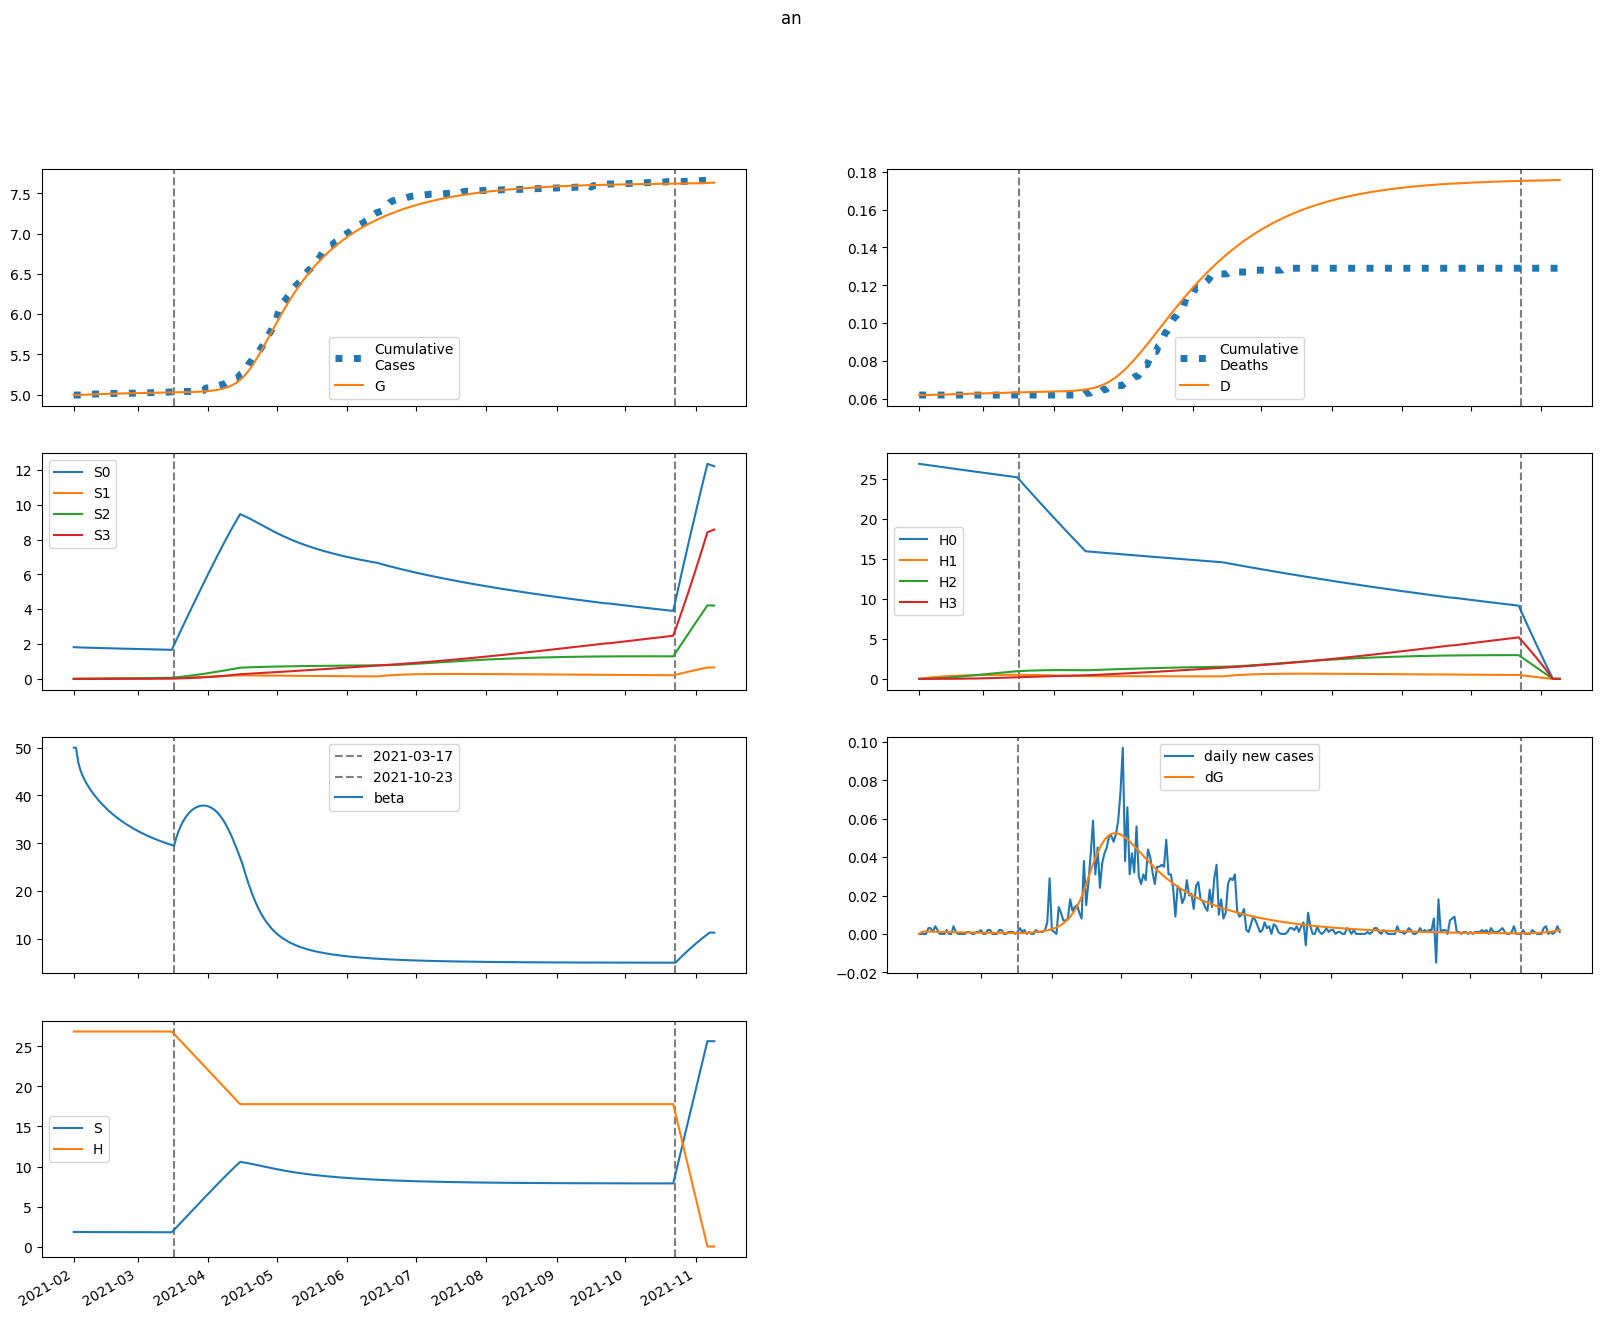 an
7.5
7.0
6.5
6.0
5.5
5.0
Cumulative
Cases
G
0.18
0.16
0.14
0.12
0.10
0.08
0.06
Cumulative
Deaths
D
12
10
8
6
4
2
0
S0
S1
S2
S3
25
20
15
10
5
0
H0
H1
H2
H3
50
40
30
20
10
2021-03-17
2021-10-23
beta
0.10
0.08
0.06
0.04
0.02
0.00
−0.02
daily new cases
dG
25
20
15
10
5
0
S
H
2021-02
2021-03
2021-04
2021-05
2021-06
2021-07
2021-08
2021-09
2021-10
2021-11